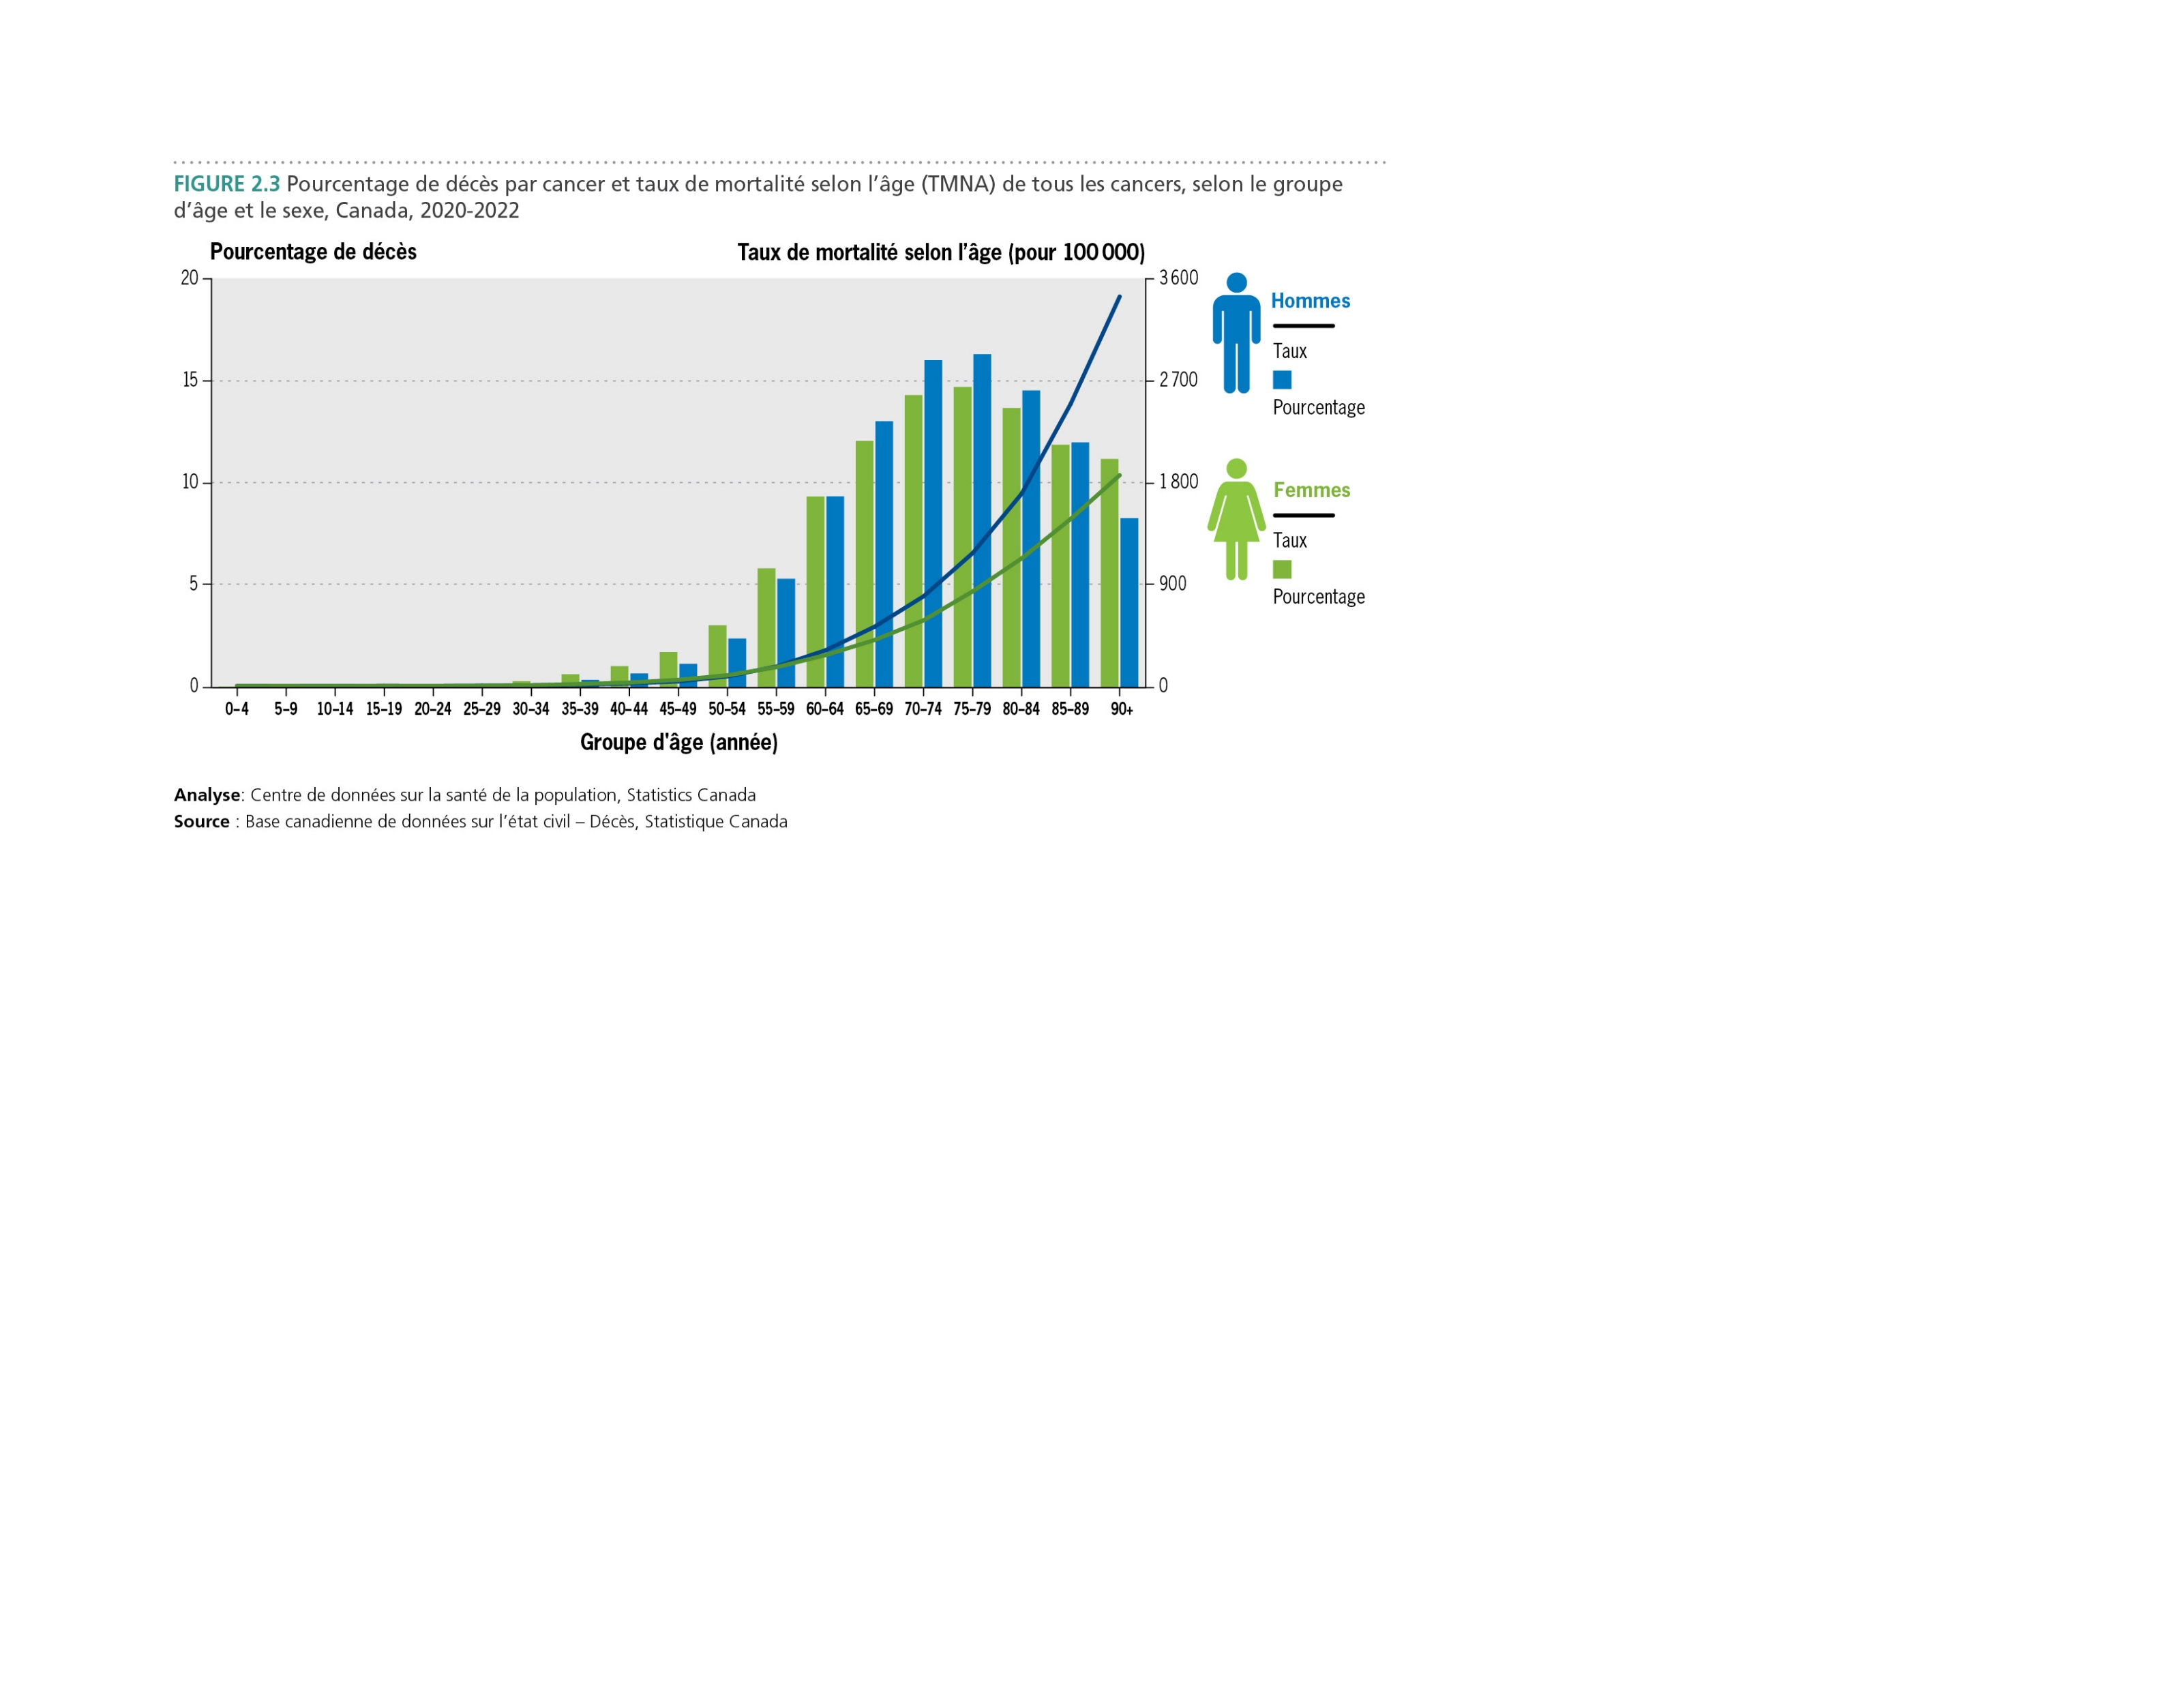 FIGURE 2.3 Pourcentage de décès par cancer et taux de mortalité selon l’âge (TMNA) de tous les cancers, selon le groupe
d’âge et le sexe, Canada, 2020-2022
Pourcentage de décès
Taux de mortalité selon l’âge (pour 100 000)
20
15
10
5
0
3 600
2 700
1 800
900
0
0–4 5–9 10–14 15–19 20–24 25–29 30–34 35–39 40–44 45–49 50–54 55–59 60–64 65–69 70–74 75–79 80–84 85–89 90+
Groupe d'âge (année)
Hommes
Taux
Pourcentage
Femmes
Taux
Pourcentage
Analyse: Centre de données sur la santé de la population, Statistics Canada
Source : Base canadienne de données sur l’état civil – Décès, Statistique Canada